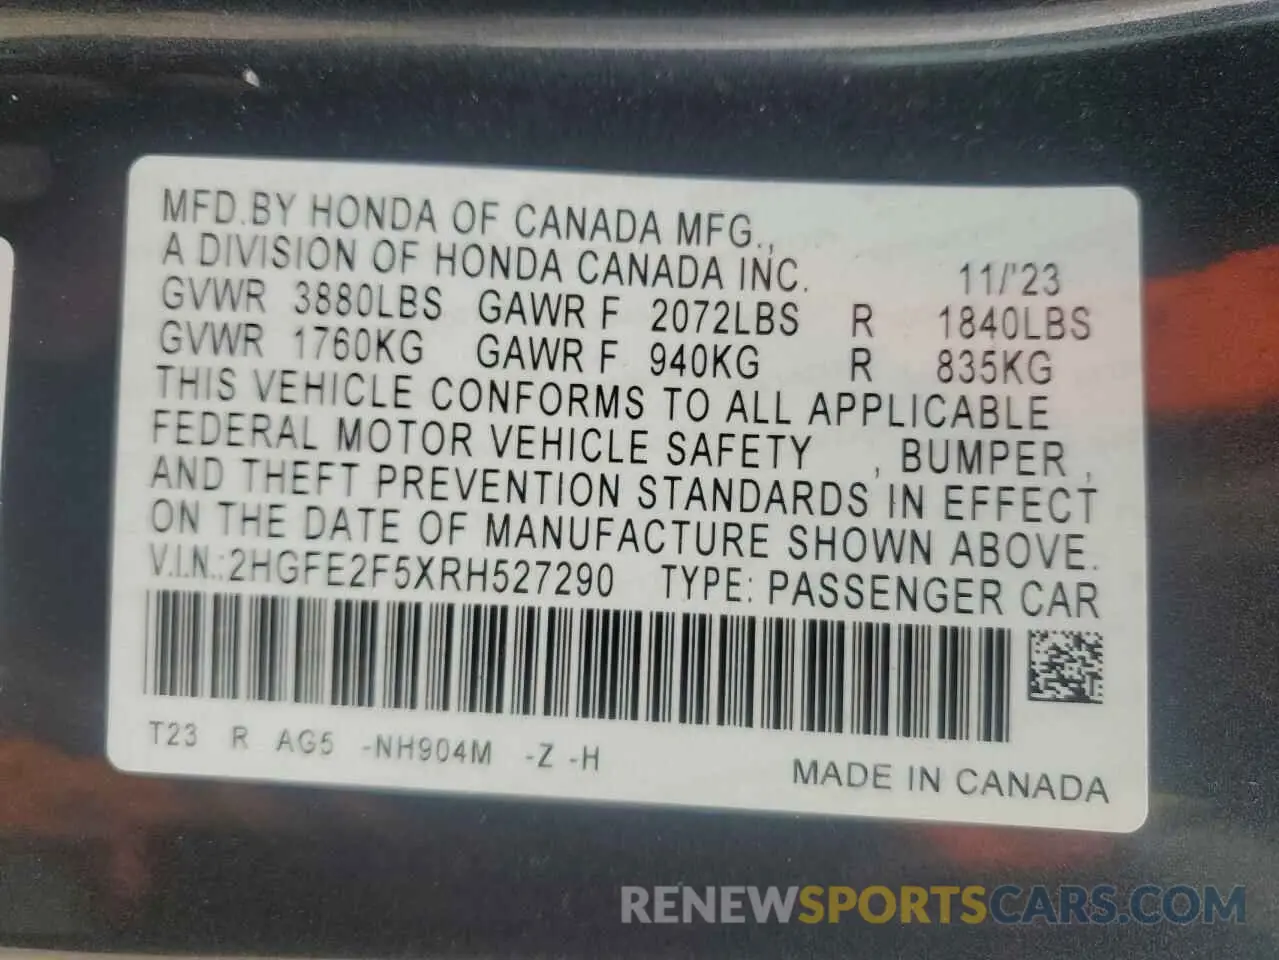 MFD.BY HONDA OF CANADA MFG.,
A DIVISION OF HONDA CANADA INC. 11/'23
GVWR 3880LBS GAWR F 2072LBS R 1840LBS
GVWR 1760KG GAWR F 940KG R 835KG
THIS VEHICLE CONFORMS TO ALL APPLICABLE
FEDERAL MOTOR VEHICLE SAFETY , BUMPER ,
AND THEFT PREVENTION STANDARDS IN EFFECT
ON THE DATE OF MANUFACTURE SHOWN ABOVE.
V.I.N.:2HGFE2F5XRH527290 TYPE: PASSENGER CAR
T23 R AG5 -NH904M -Z -H
MADE IN CANADA
RENEWSPORTSCARS.COM